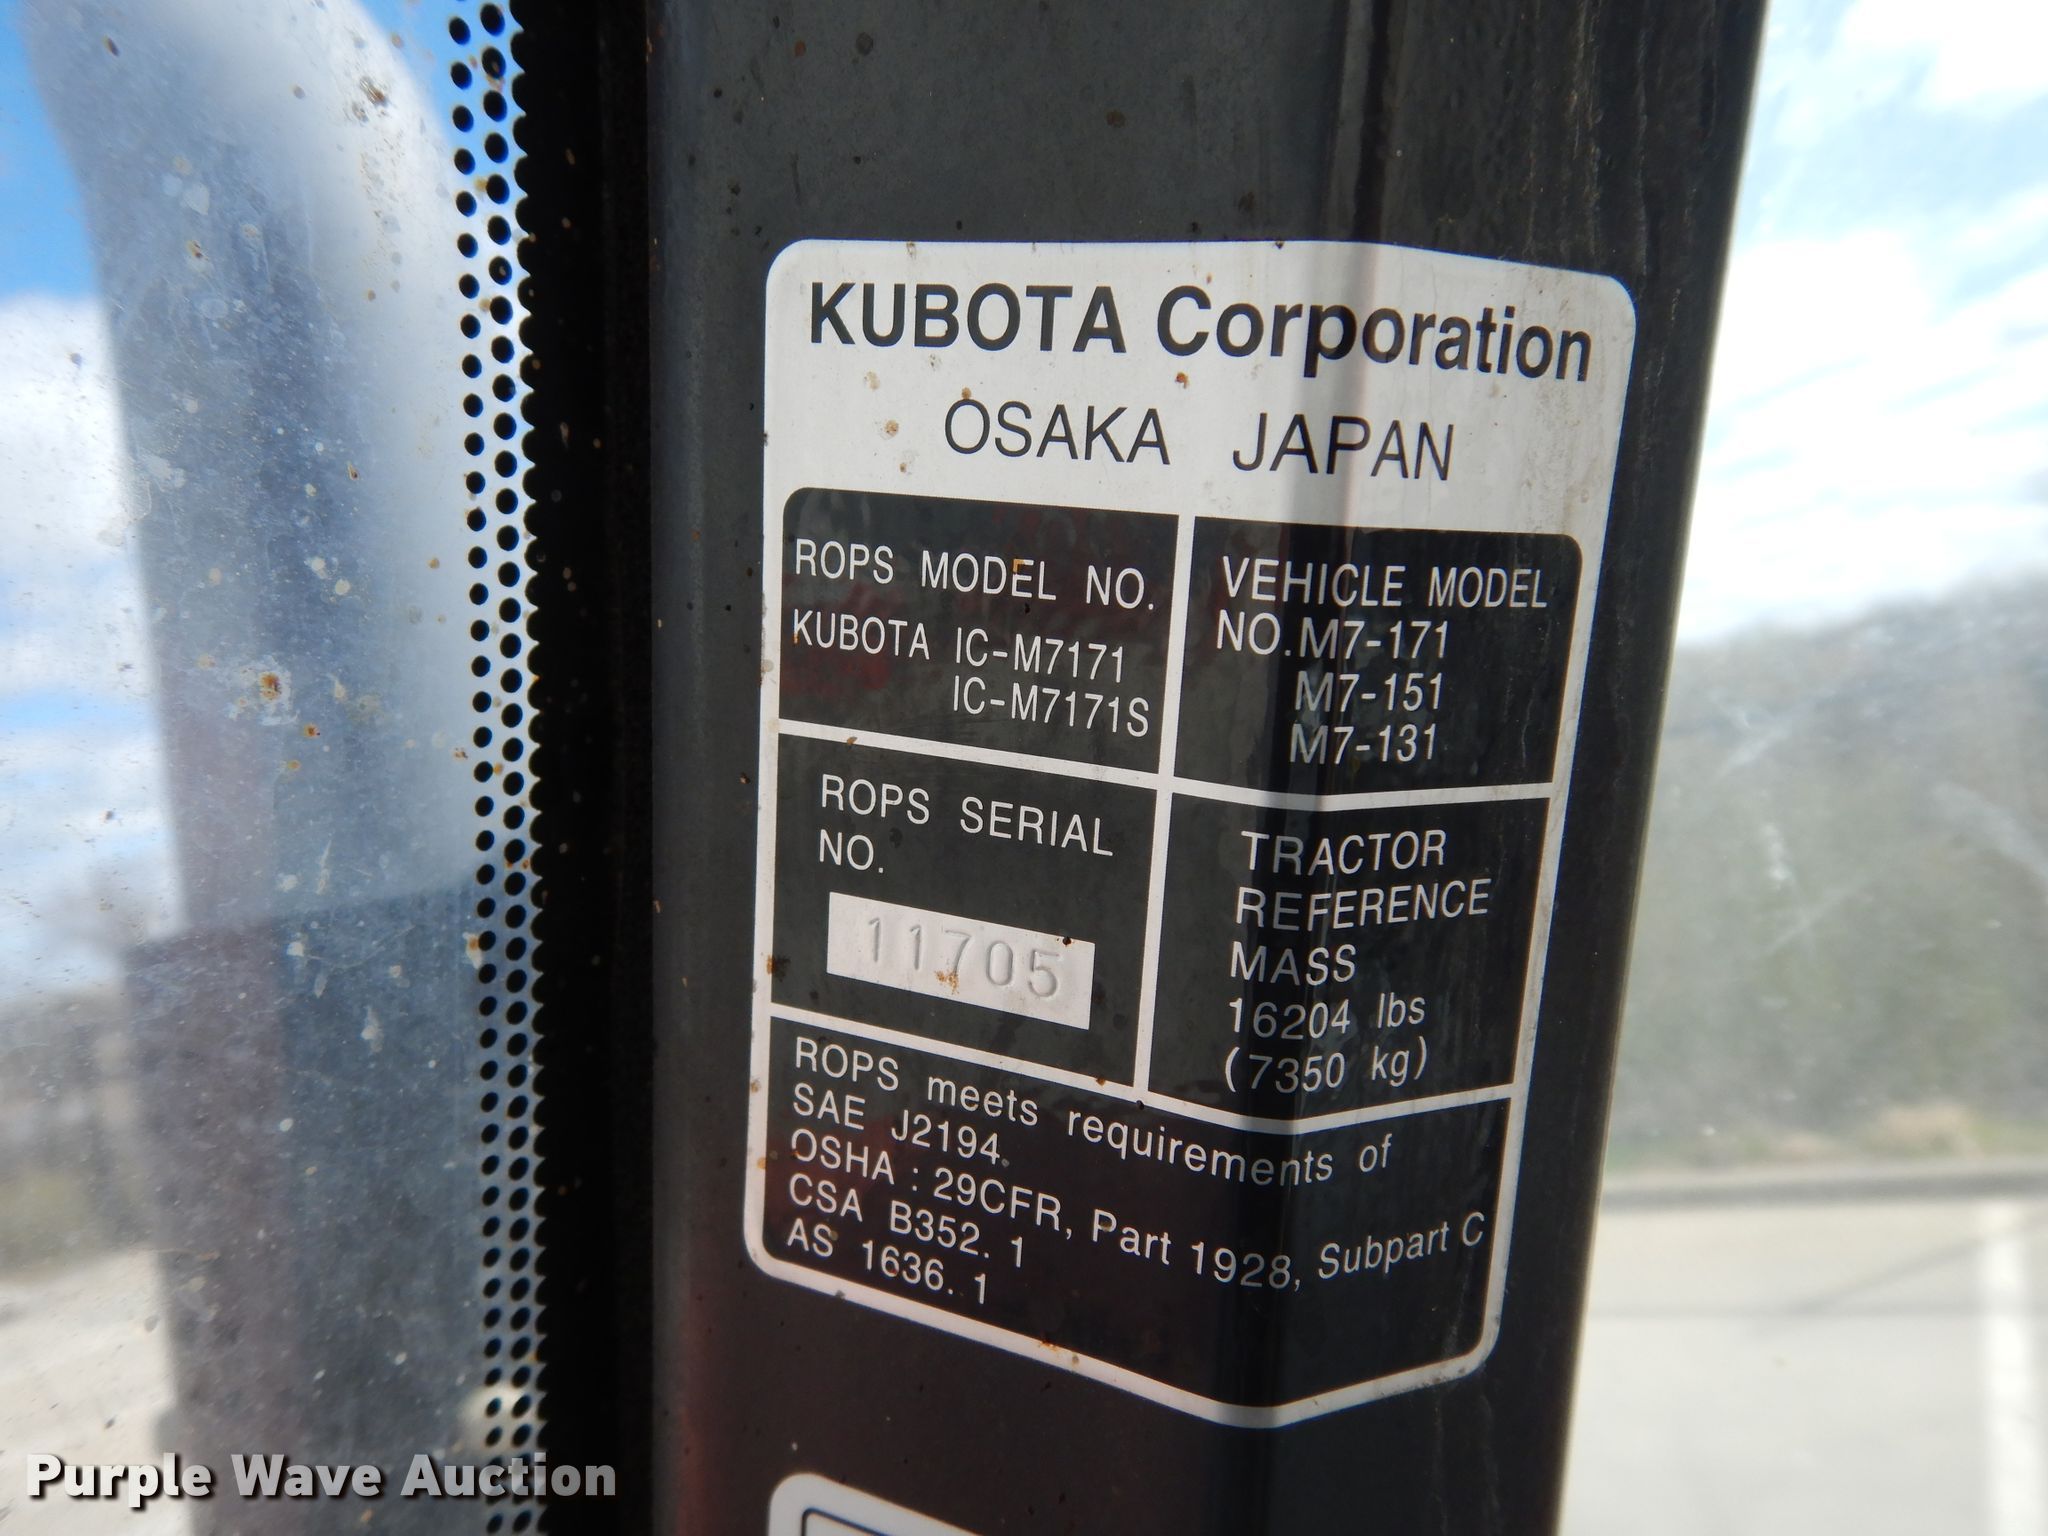 KUBOTA Corporation
OSAKA JAPAN
ROPS MODEL NO.
KUBOTA IC-M7171
IC-M7171S
VEHICLE MODEL
NO.M7-171
M7-151
M7-131
ROPS SERIAL
NO.
11705
TRACTOR
REFERENCE
MASS
16204 lbs
(7350 kg)
ROPS meets requirements of
SAE J2194.
OSHA : 29CFR, Part 1928, Subpart C
CSA B352. 1
AS 1636. 1
Purple Wave Auction